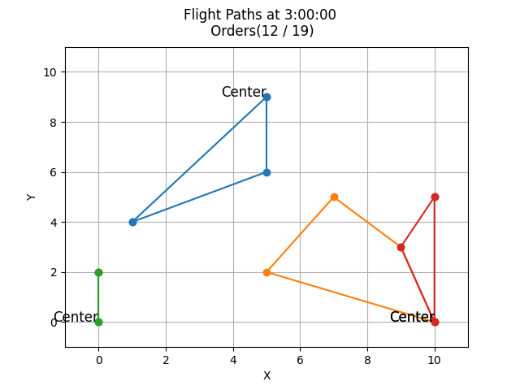 Flight Paths at 3:00:00
Orders(12 / 19)
10
8
6
4
2
0
Y
Center
Center
Center
0
2
4
6
8
10
X